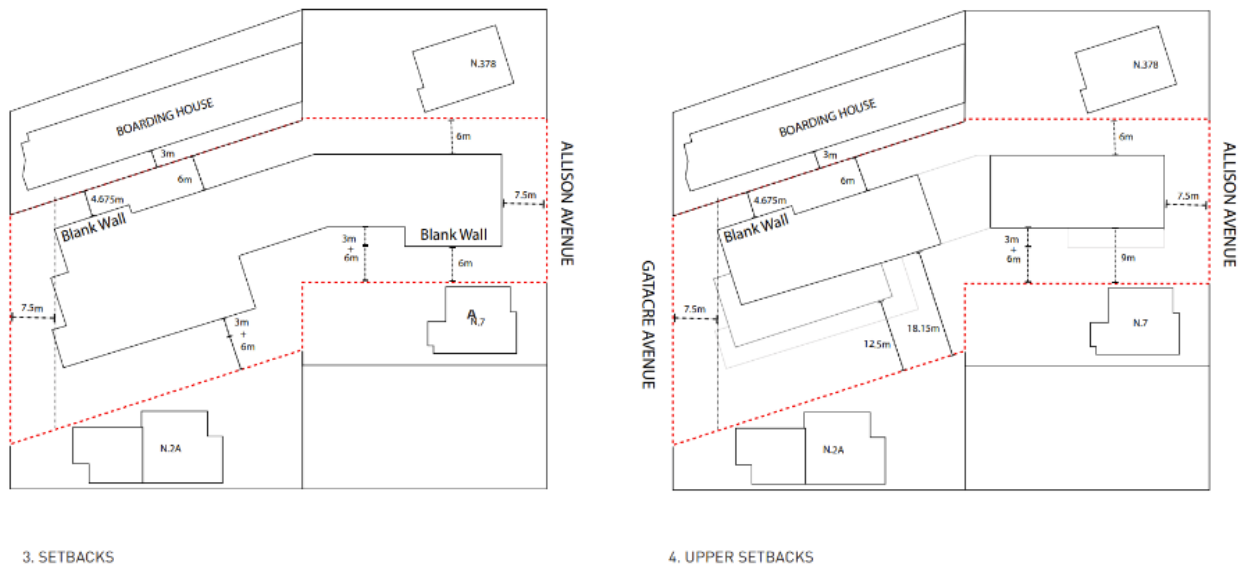 N.378
BOARDING HOUSE
3m
6m
6m
4.675m
Blank Wall
7.5m
ALLISON AVENUE
3m
+
6m
Blank Wall
6m
7.5m
3m
+
6m
A
N.7
N.2A
3. SETBACKS
N.378
BOARDING HOUSE
3m
6m
6m
4.675m
Blank Wall
7.5m
ALLISON AVENUE
3m
+
6m
9m
GATACRE AVENUE
7.5m
18.15m
12.5m
N.7
N.2A
4. UPPER SETBACKS